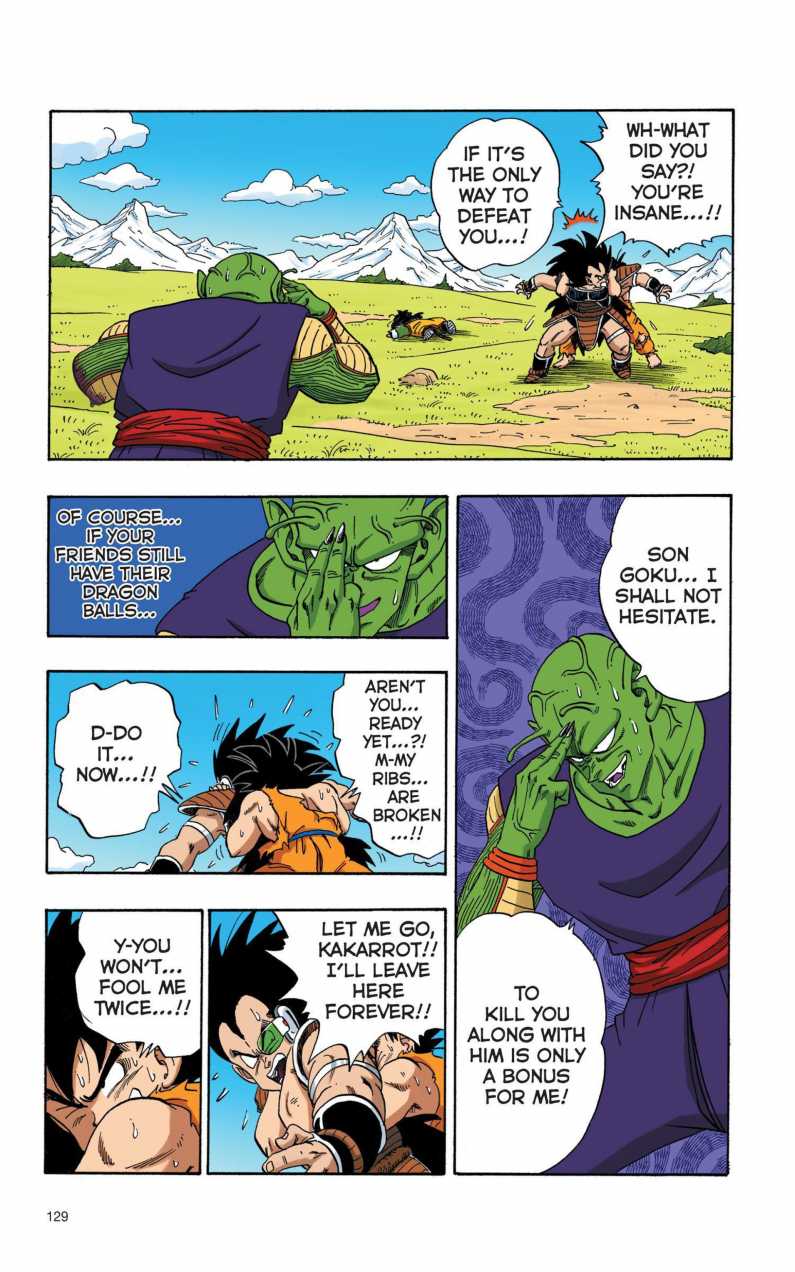 WH-WHAT
DID YOU
SAY?!
YOU'RE
INSANE...!!
IF IT'S
THE ONLY
WAY TO
DEFEAT
YOU...!
SON
GOKU... I
SHALL NOT
HESITATE.
TO
KILL YOU
ALONG WITH
HIM IS ONLY
A BONUS
FOR ME!
OF COURSE...
IF YOUR
FRIENDS STILL
HAVE THEIR
DRAGON
BALLS...
AREN'T
YOU...
READY
YET...?!
M-MY
RIBS...
ARE
BROKEN
...!!
D-DO
IT...
NOW...!!
LET ME GO,
KAKARROT!!
I'LL LEAVE
HERE
FOREVER!!
Y-YOU
WON'T...
FOOL ME
TWICE...!!
129